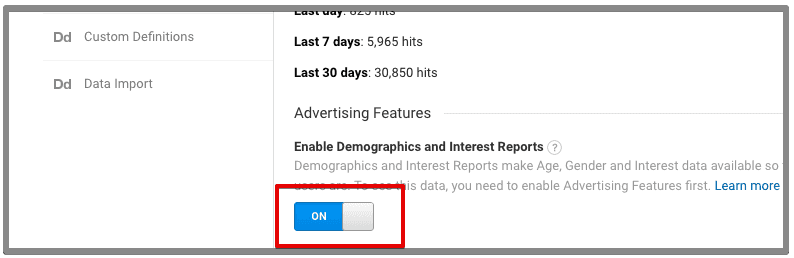 Last day: 825 hits
Dd Custom Definitions
Last 7 days: 5,965 hits
Last 30 days: 30,850 hits
Dd Data Import
Advertising Features
Enable Demographics and Interest Reports ?
Demographics and Interest Reports make Age, Gender and Interest data available so
users are. To see this data, you need to enable Advertising Features first. Learn more
ON